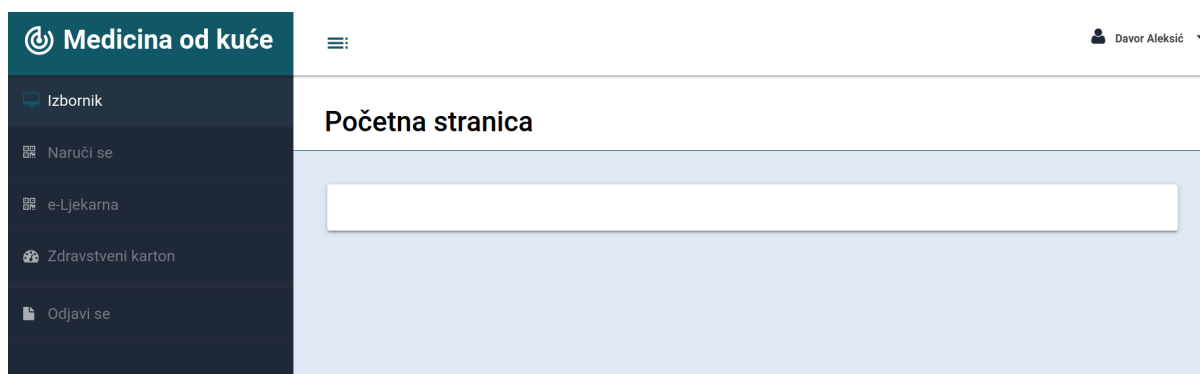 Medicina od kuće
Davor Aleksić
Izbornik
Početna stranica
Naruči se
e-Ljekarna
Zdravstveni karton
Odjavi se